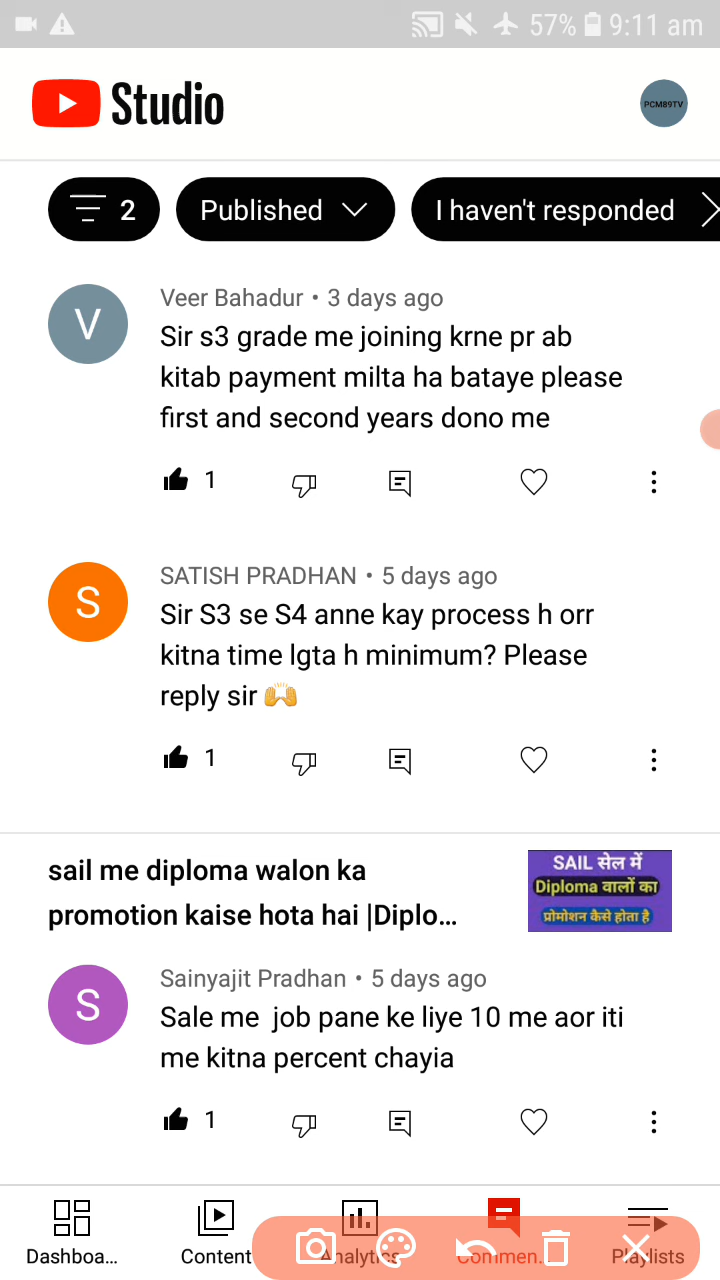 57% 9:11 am
Studio
PCM89TV
2
Published
I haven't responded
V
Veer Bahadur • 3 days ago
Sir s3 grade me joining krne pr ab
kitab payment milta ha bataye please
first and second years dono me
1
S
SATISH PRADHAN • 5 days ago
Sir S3 se S4 anne kay process h orr
kitna time lgta h minimum? Please
reply sir 🙌
1
sail me diploma walon ka
promotion kaise hota hai |Diplo...
SAIL सेल में
Diploma वालों का
प्रोमोशन कैसे होता है
S
Sainyajit Pradhan • 5 days ago
Sale me job pane ke liye 10 me aor iti
me kitna percent chayia
1
Dashboa... Content Analytics Commen... Playlists